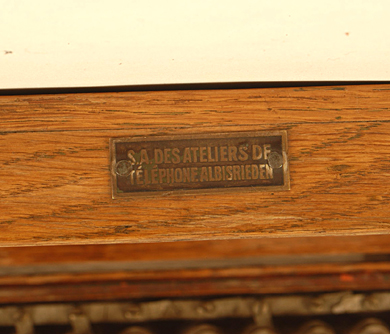 S.A. DES ATELIERS DE
TÉLÉPHONE ALBISRIEDEN